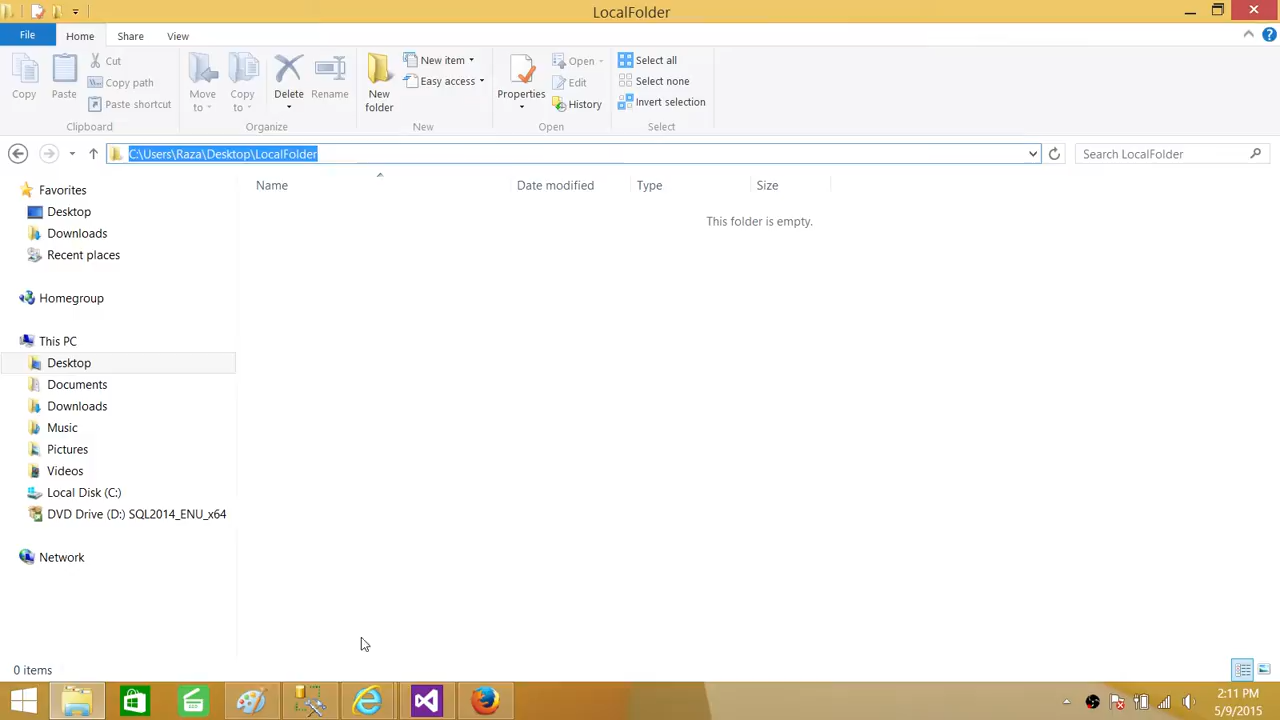 LocalFolder
File
Home
Share
View
Copy
Paste
Cut
Copy path
Paste shortcut
Clipboard
Move to
Copy to
Delete
Rename
Organize
New folder
New item
Easy access
New
Properties
Open
Edit
History
Open
Select all
Select none
Invert selection
Select
C:\Users\Raza\Desktop\LocalFolder
Search LocalFolder
Favorites
Desktop
Downloads
Recent places
Homegroup
This PC
Desktop
Documents
Downloads
Music
Pictures
Videos
Local Disk (C:)
DVD Drive (D:) SQL2014_ENU_x64
Network
Name
Date modified
Type
Size
This folder is empty.
0 items
2:11 PM
5/9/2015